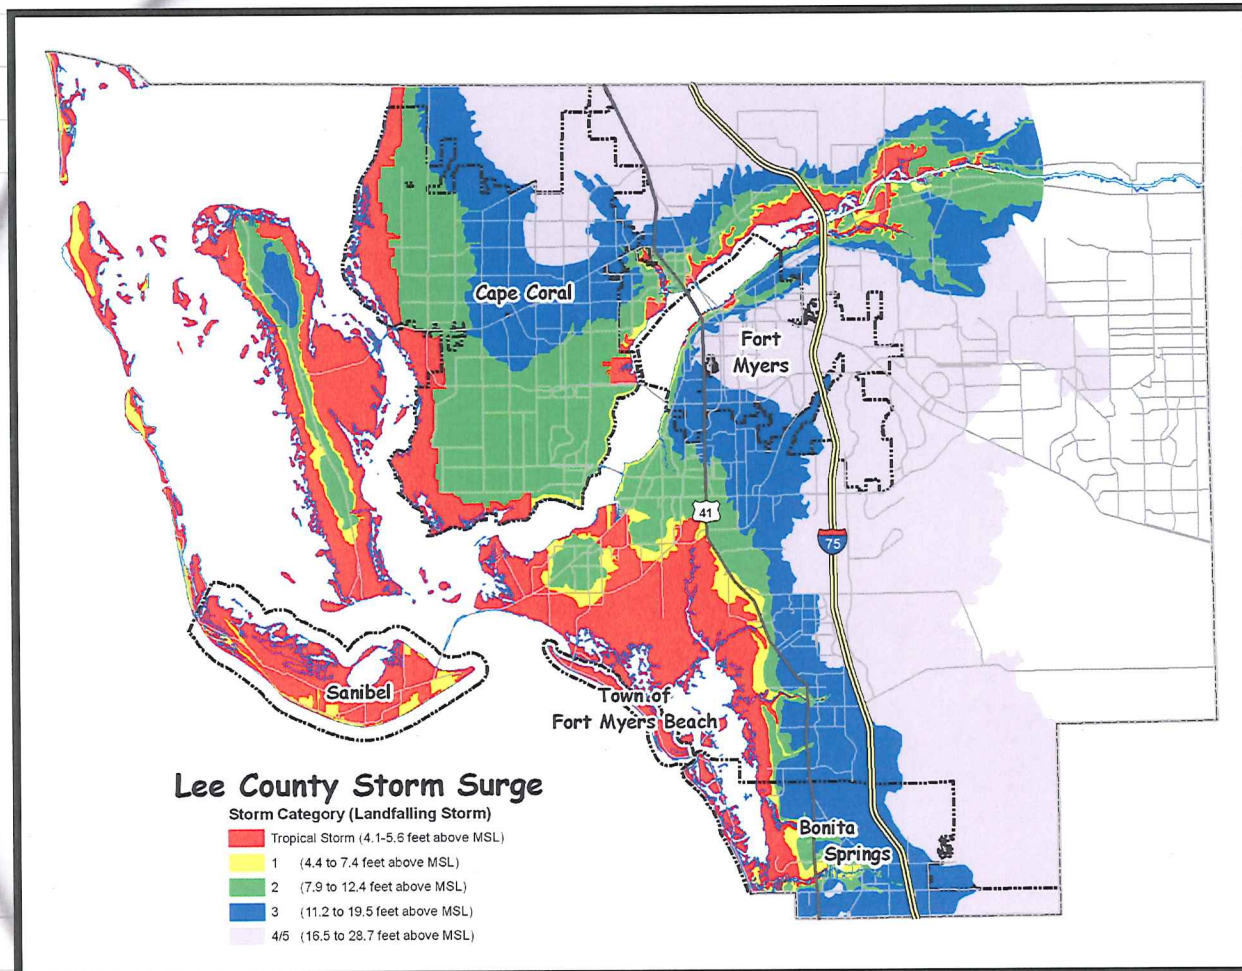 Cape Coral
Fort
Myers
41
75
Sanibel
Town of
Fort Myers Beach
Lee County Storm Surge
Storm Category (Landfalling Storm)
Tropical Storm (4.1-5.6 feet above MSL)
1 (4.4 to 7.4 feet above MSL)
2 (7.9 to 12.4 feet above MSL)
3 (11.2 to 19.5 feet above MSL)
4/5 (16.5 to 28.7 feet above MSL)
Bonita
Springs